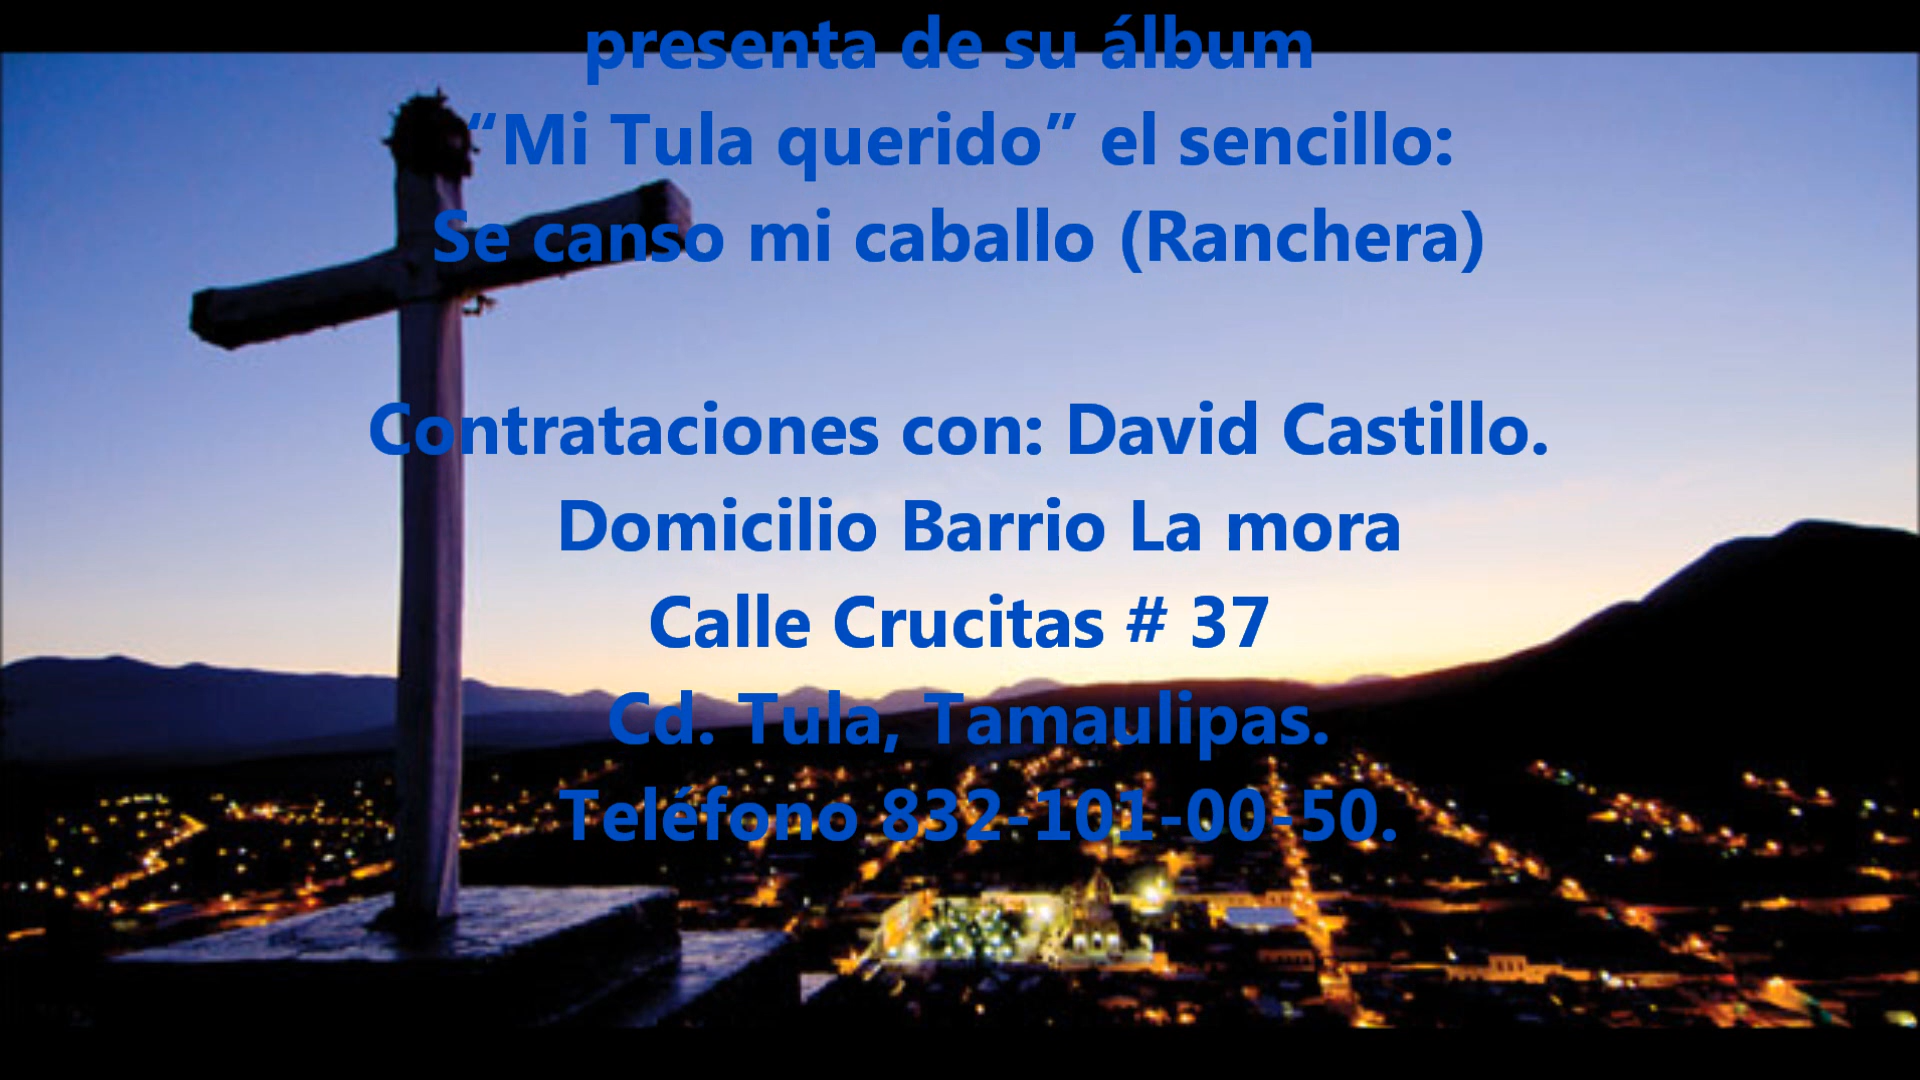 presenta de su álbum
“Mi Tula querido” el sencillo:
Se canso mi caballo (Ranchera)
Contrataciones con: David Castillo.
Domicilio Barrio La mora
Calle Crucitas # 37
Cd. Tula, Tamaulipas.
Teléfono 832-101-00-50.